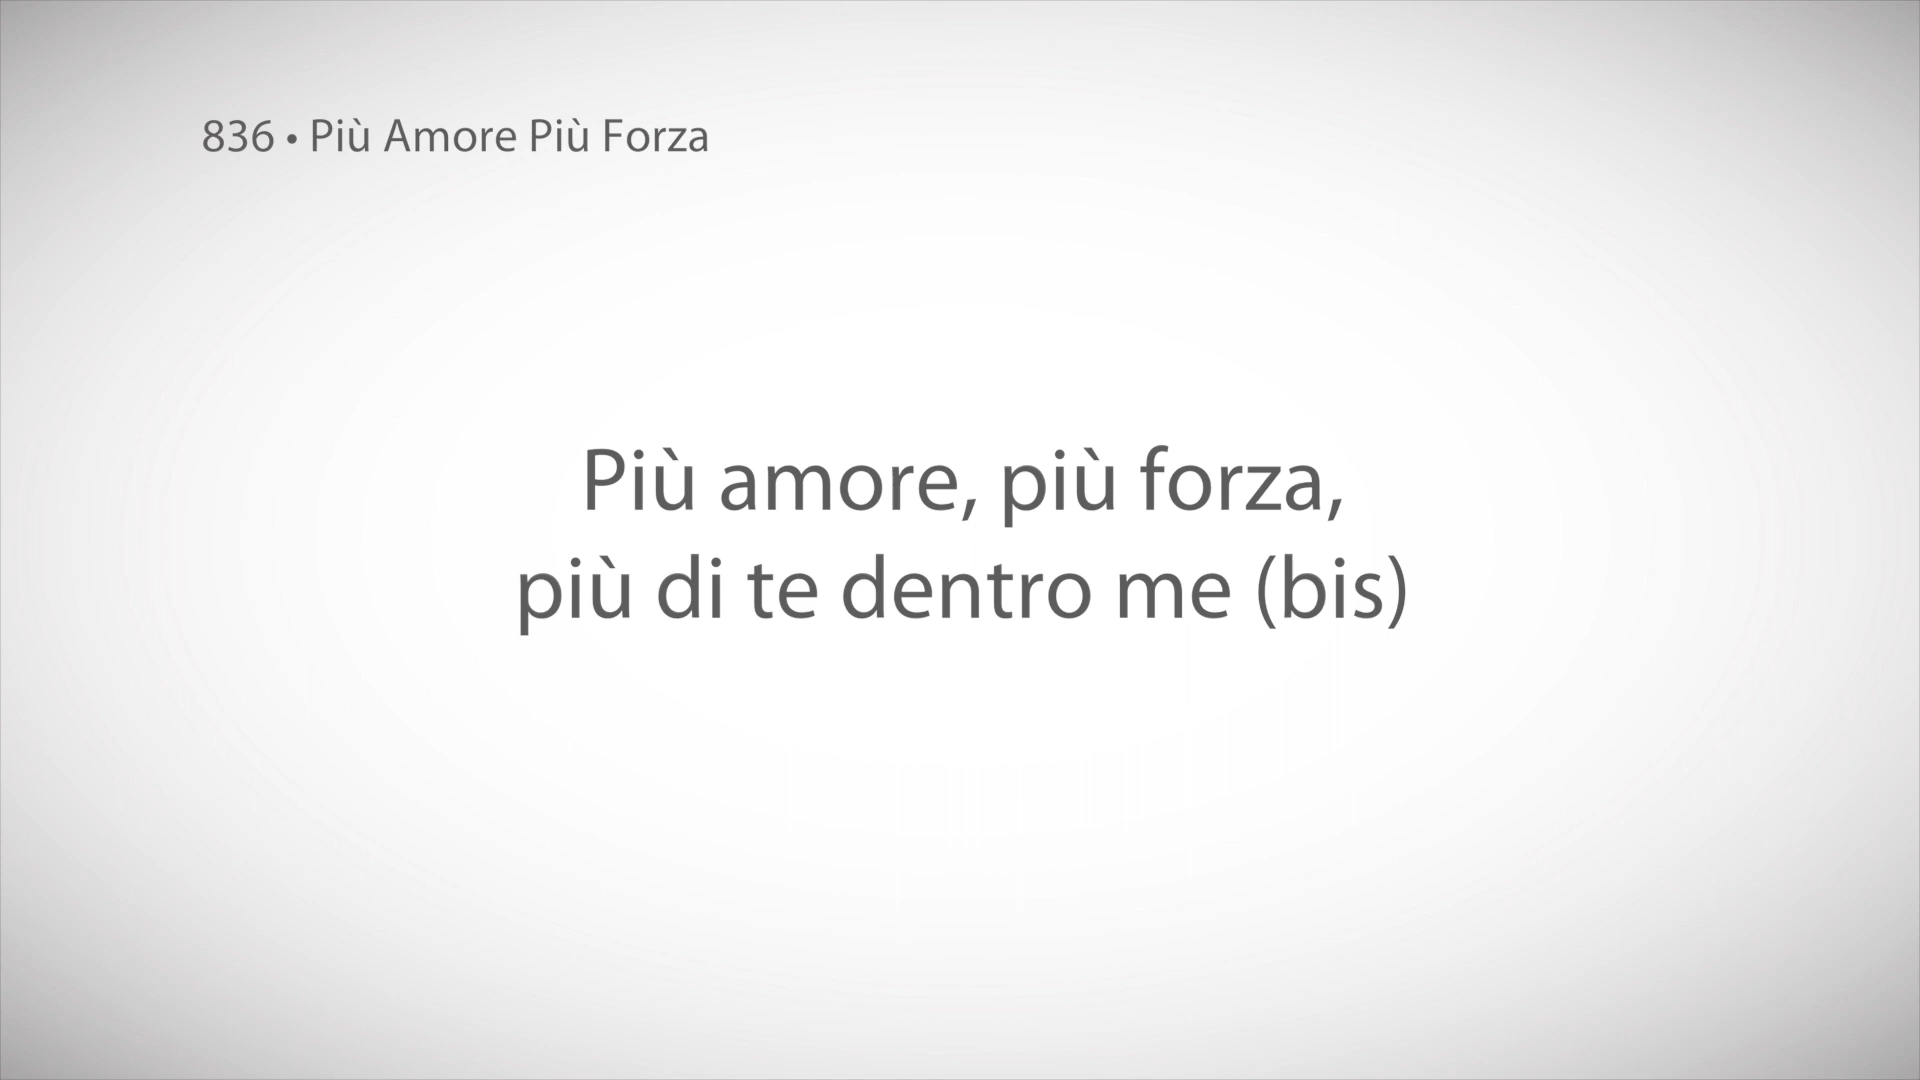 836 • Più Amore Più Forza
Più amore, più forza,
più di te dentro me (bis)